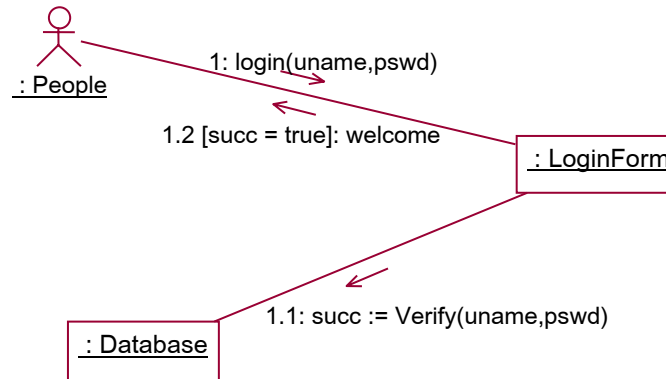 1: login(uname,pswd)
: People
1.2 [succ = true]: welcome
: LoginForm
1.1: succ := Verify(uname,pswd)
: Database